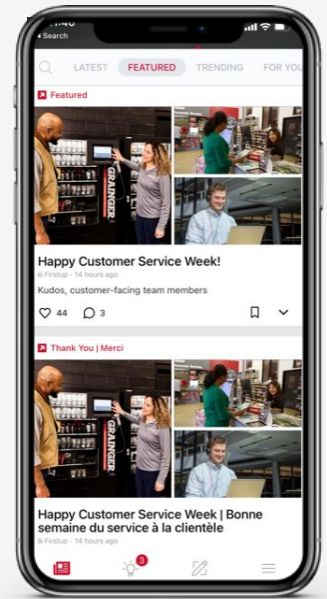 Search
LATEST FEATURED TRENDING FOR YOU
Featured
GRAINGER
Happy Customer Service Week!
Firstup · 14 hours ago
Kudos, customer-facing team members
44 3
Thank You | Merci
GRAINGER
Happy Customer Service Week | Bonne
semaine du service à la clientèle
Firstup · 14 hours ago
3